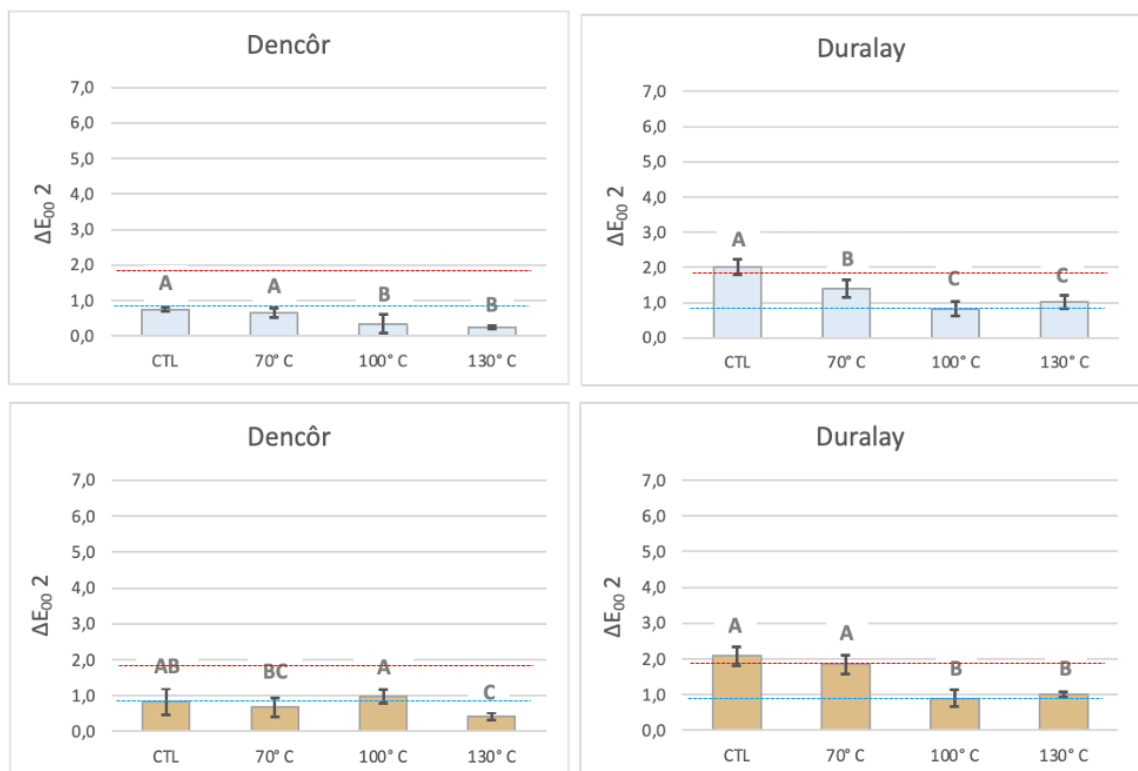 Dencôr
ΔE00 2
7,0
6,0
5,0
4,0
3,0
2,0
1,0
0,0
A
A
B
B
CTL
70° C
100° C
130° C
Duralay
ΔE00 2
7,0
6,0
5,0
4,0
3,0
2,0
1,0
0,0
A
B
C
C
CTL
70° C
100° C
130° C
Dencôr
ΔE00 2
7,0
6,0
5,0
4,0
3,0
2,0
1,0
0,0
AB
BC
A
C
CTL
70° C
100° C
130° C
Duralay
ΔE00 2
7,0
6,0
5,0
4,0
3,0
2,0
1,0
0,0
A
A
B
B
CTL
70° C
100° C
130° C